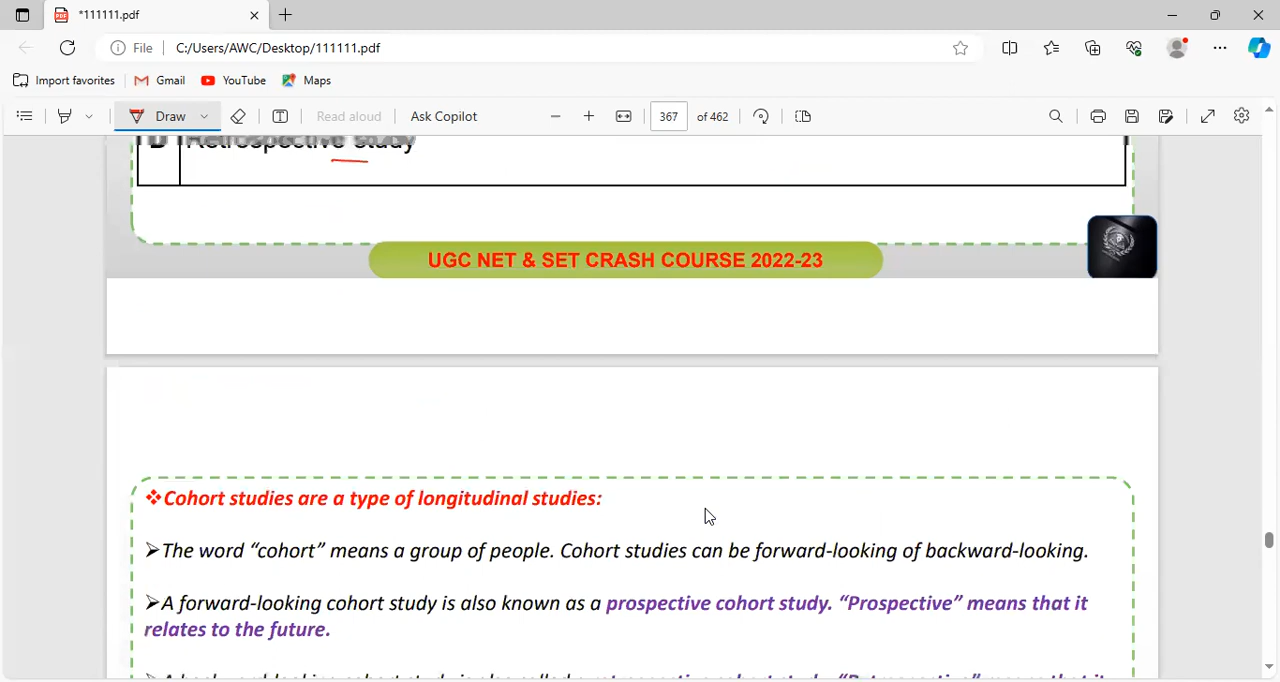 *111111.pdf
File C:/Users/AWC/Desktop/111111.pdf
Import favorites Gmail YouTube Maps
Draw Read aloud Ask Copilot 367 of 462
D Retrospective study
UGC NET & SET CRASH COURSE 2022-23
❖Cohort studies are a type of longitudinal studies:
➢The word “cohort” means a group of people. Cohort studies can be forward-looking of backward-looking.
➢A forward-looking cohort study is also known as a prospective cohort study. “Prospective” means that it
relates to the future.